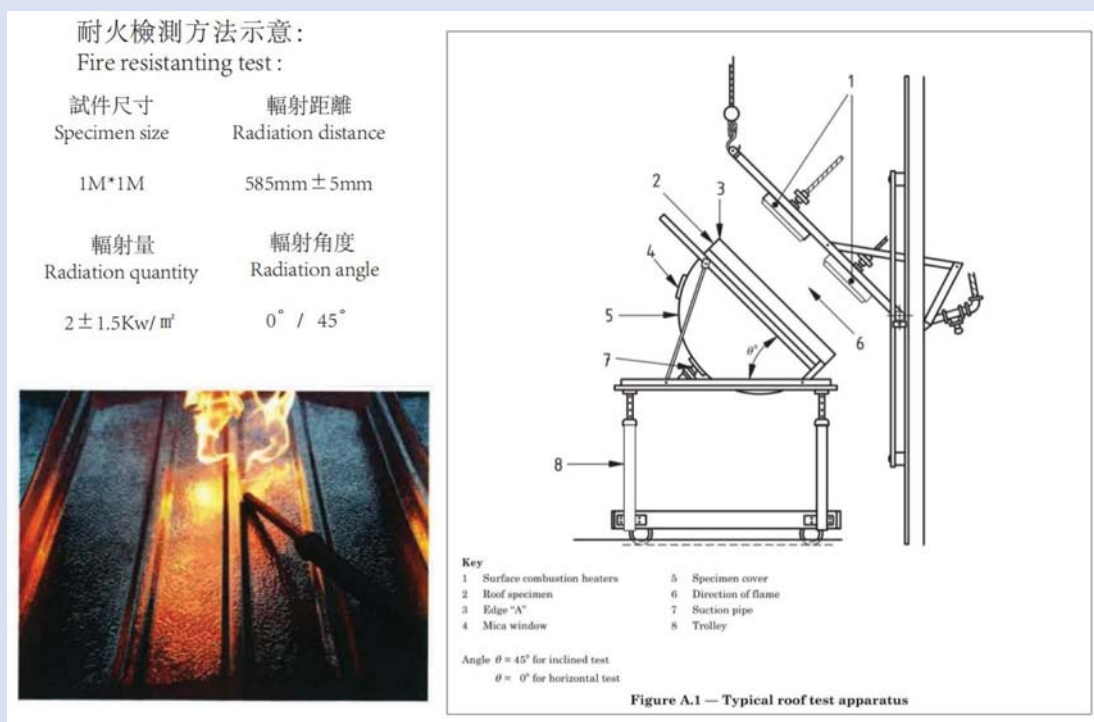 耐火檢測方法示意:
Fire resistanting test :
試件尺寸
Specimen size
1M*1M
輻射距離
Radiation distance
585mm±5mm
輻射量
Radiation quantity
2±1.5Kw/㎡
輻射角度
Radiation angle
0° / 45°
1
2
3
4
5
6
7
8
θ°
Key
1 Surface combustion heaters
2 Roof specimen
3 Edge "A"
4 Mica window
5 Specimen cover
6 Direction of flame
7 Suction pipe
8 Trolley
Angle θ = 45° for inclined test
θ = 0° for horizontal test
Figure A.1 — Typical roof test apparatus